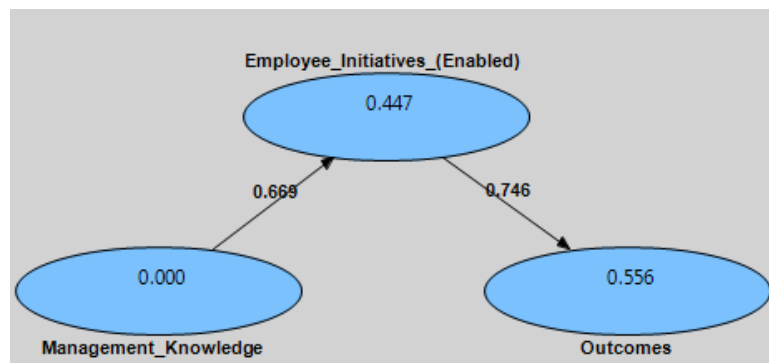 Employee_Initiatives_(Enabled)
0.447
0.669
0.746
0.000
0.556
Management_Knowledge
Outcomes